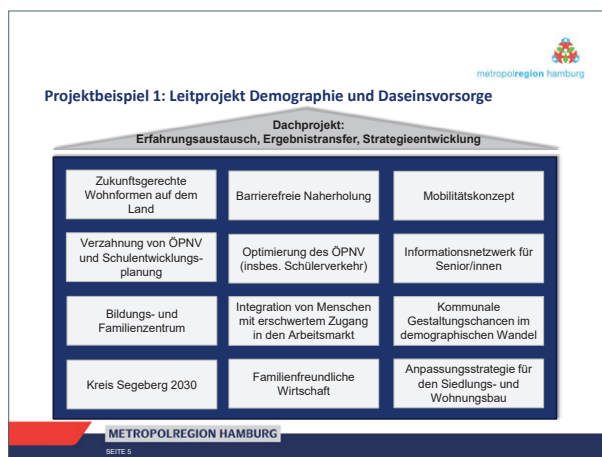 metropolregion hamburg
Projektbeispiel 1: Leitprojekt Demographie und Daseinsvorsorge
Dachprojekt:
Erfahrungsaustausch, Ergebnistransfer, Strategieentwicklung
Zukunftsgerechte
Wohnformen auf dem
Land
Barrierefreie Naherholung
Mobilitätskonzept
Verzahnung von ÖPNV
und Schulentwicklungs-
planung
Optimierung des ÖPNV
(insbes. Schülerverkehr)
Informationsnetzwerk für
Senior/innen
Bildungs- und
Familienzentrum
Integration von Menschen
mit erschwertem Zugang
in den Arbeitsmarkt
Kommunale
Gestaltungschancen im
demographischen Wandel
Kreis Segeberg 2030
Familienfreundliche
Wirtschaft
Anpassungsstrategie für
den Siedlungs- und
Wohnungsbau
METROPOLREGION HAMBURG
SEITE 5